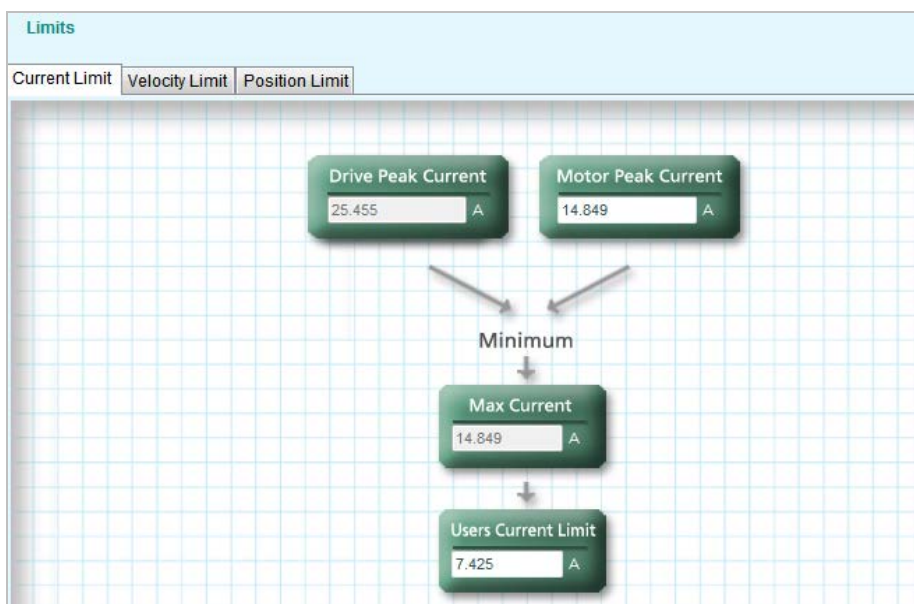 Limits
Current Limit Velocity Limit Position Limit
Drive Peak Current Motor Peak Current
25.455 A 14.849 A
Minimum
Max Current
14.849 A
Users Current Limit
7.425 A